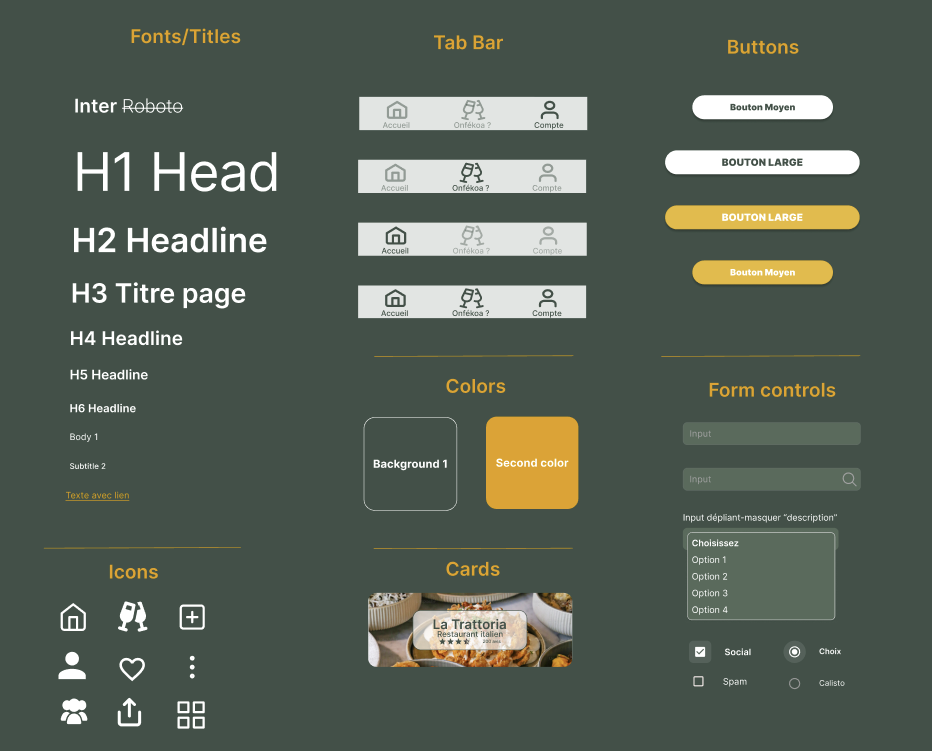 Fonts/Titles
Inter Roboto
H1 Head
H2 Headline
H3 Titre page
H4 Headline
H5 Headline
H6 Headline
Body 1
Subtitle 2
Texte avec lien
Icons
Tab Bar
Accueil
Onfékoa ?
Compte
Accueil
Onfékoa ?
Compte
Accueil
Onfékoa ?
Compte
Accueil
Onfékoa ?
Compte
Colors
Background 1
Second color
Cards
La Trattoria
Restaurant italien
Buttons
Bouton Moyen
BOUTON LARGE
BOUTON LARGE
Bouton Moyen
Form controls
Input
Input
Input dépliant-masquer “description”
Choisissez
Option 1
Option 2
Option 3
Option 4
Social
Choix
Spam
Calisto